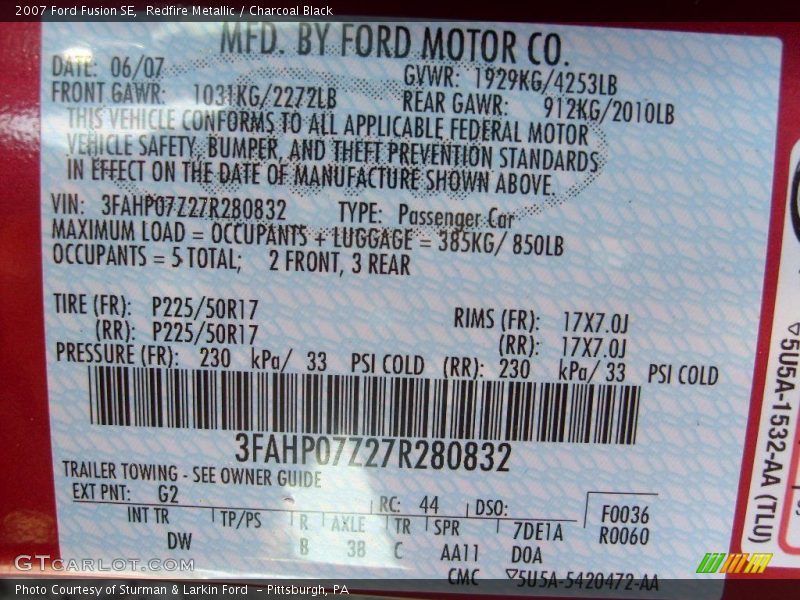 2007 Ford Fusion SE, Redfire Metallic / Charcoal Black
MFD. BY FORD MOTOR CO.
DATE: 06/07 GVWR: 1929KG/4253LB
FRONT GAWR: 1031KG/2272LB REAR GAWR: 912KG/2010LB
THIS VEHICLE CONFORMS TO ALL APPLICABLE FEDERAL MOTOR
VEHICLE SAFETY, BUMPER, AND THEFT PREVENTION STANDARDS
IN EFFECT ON THE DATE OF MANUFACTURE SHOWN ABOVE.
VIN: 3FAHP07Z27R280832 TYPE: Passenger Car
MAXIMUM LOAD = OCCUPANTS + LUGGAGE = 385KG/ 850LB
OCCUPANTS = 5 TOTAL; 2 FRONT, 3 REAR
TIRE (FR): P225/50R17 RIMS (FR): 17X7.0J
(RR): P225/50R17 (RR): 17X7.0J
PRESSURE (FR): 230 kPa/ 33 PSI COLD (RR): 230 kPa/ 33 PSI COLD
3FAHP07Z27R280832
TRAILER TOWING - SEE OWNER GUIDE
EXT PNT: G2 RC: 44 DSO: F0036
INT TR TP/PS R AXLE TR SPR 7DE1A R0060
DW B 38 C AA11 D0A
CMC ▽5U5A-5420472-AA
▽5U5A-1532-AA (TLU)
GTCarLot.com
Photo Courtesy of Sturman & Larkin Ford - Pittsburgh, PA